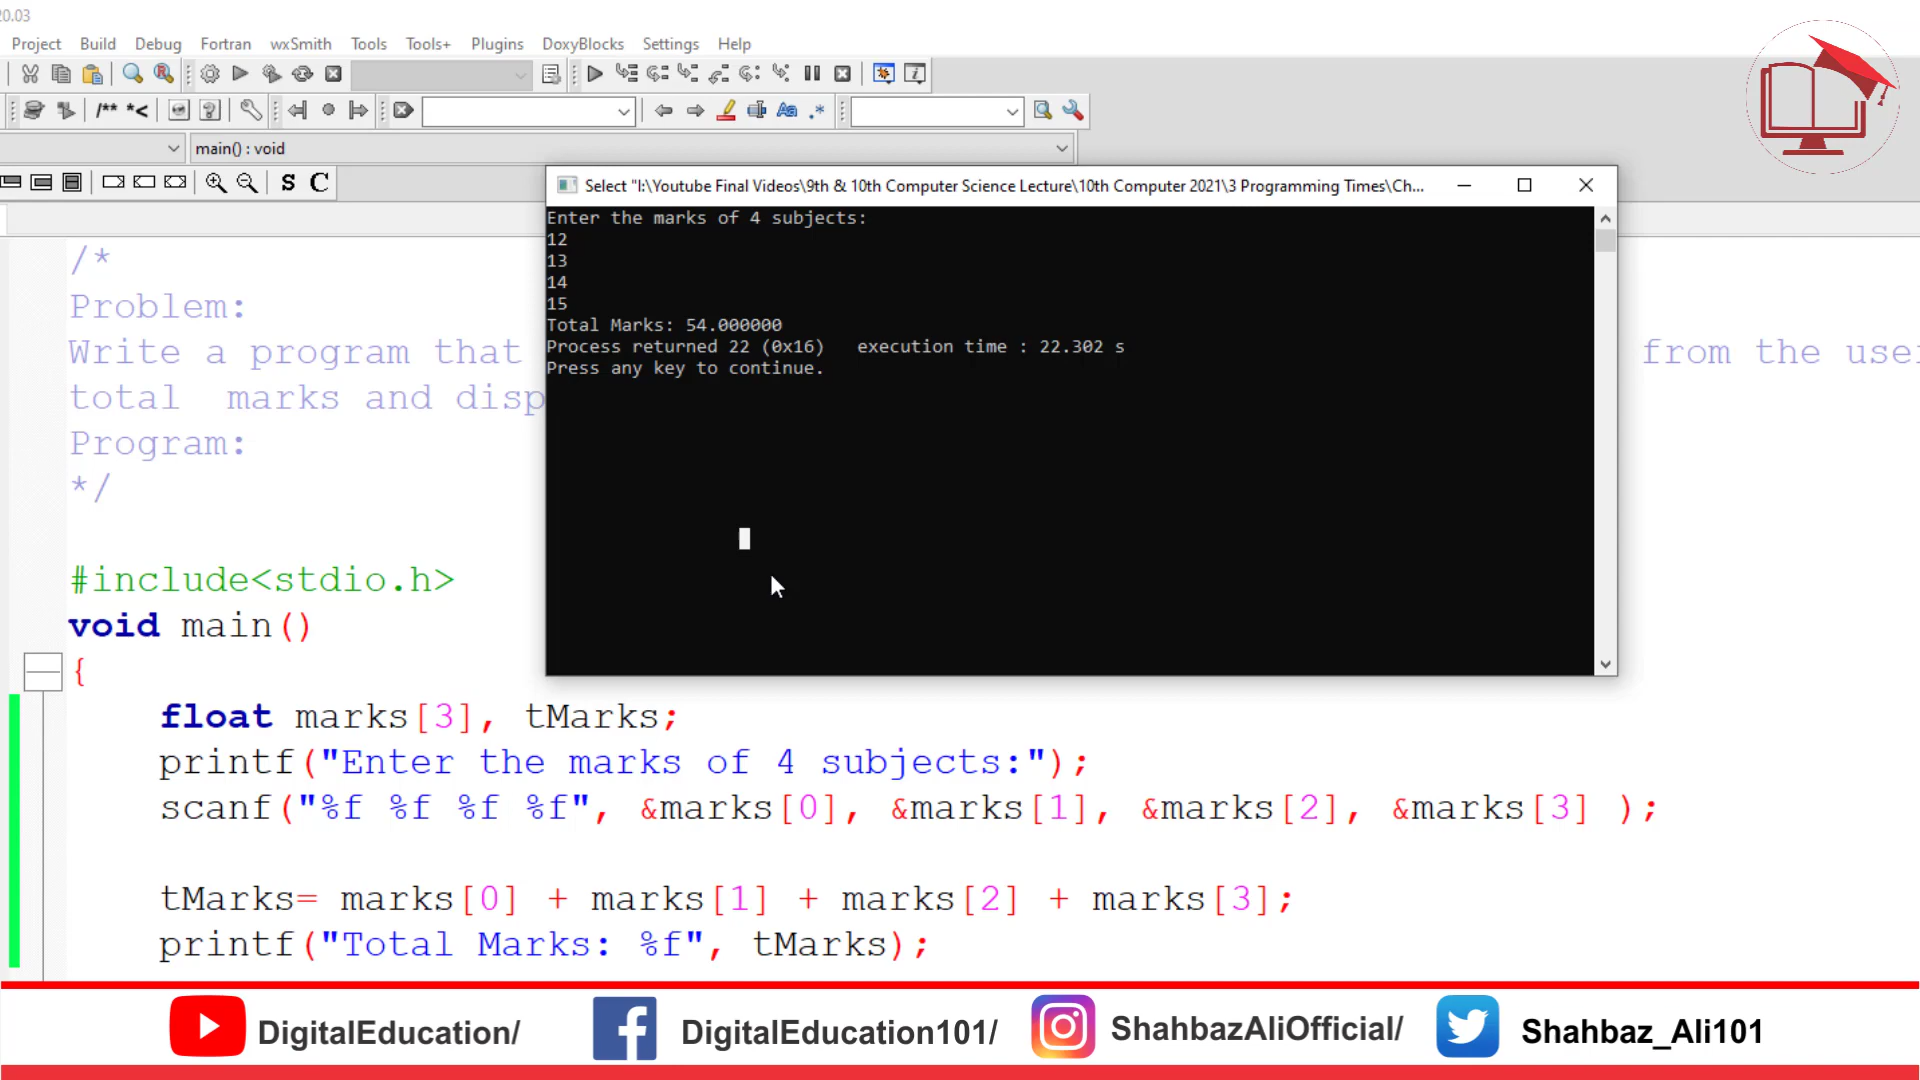 20.03
Project Build Debug Fortran wxSmith Tools Tools+ Plugins DoxyBlocks Settings Help
/** *<
Aa .*
main() : void
S C
Select "I:\Youtube Final Videos\9th & 10th Computer Science Lecture\10th Computer 2021\3 Programming Times\Ch...
Enter the marks of 4 subjects:
12
13
14
15
Total Marks: 54.000000
Process returned 22 (0x16) execution time : 22.302 s
Press any key to continue.
/*
Problem:
Write a program that from the use
total marks and disp
Program:
*/
#include<stdio.h>
void main()
{
float marks[3], tMarks;
printf("Enter the marks of 4 subjects:");
scanf("%f %f %f %f", &marks[0], &marks[1], &marks[2], &marks[3] );
tMarks= marks[0] + marks[1] + marks[2] + marks[3];
printf("Total Marks: %f", tMarks);
DigitalEducation/ DigitalEducation101/ ShahbazAliOfficial/ Shahbaz_Ali101